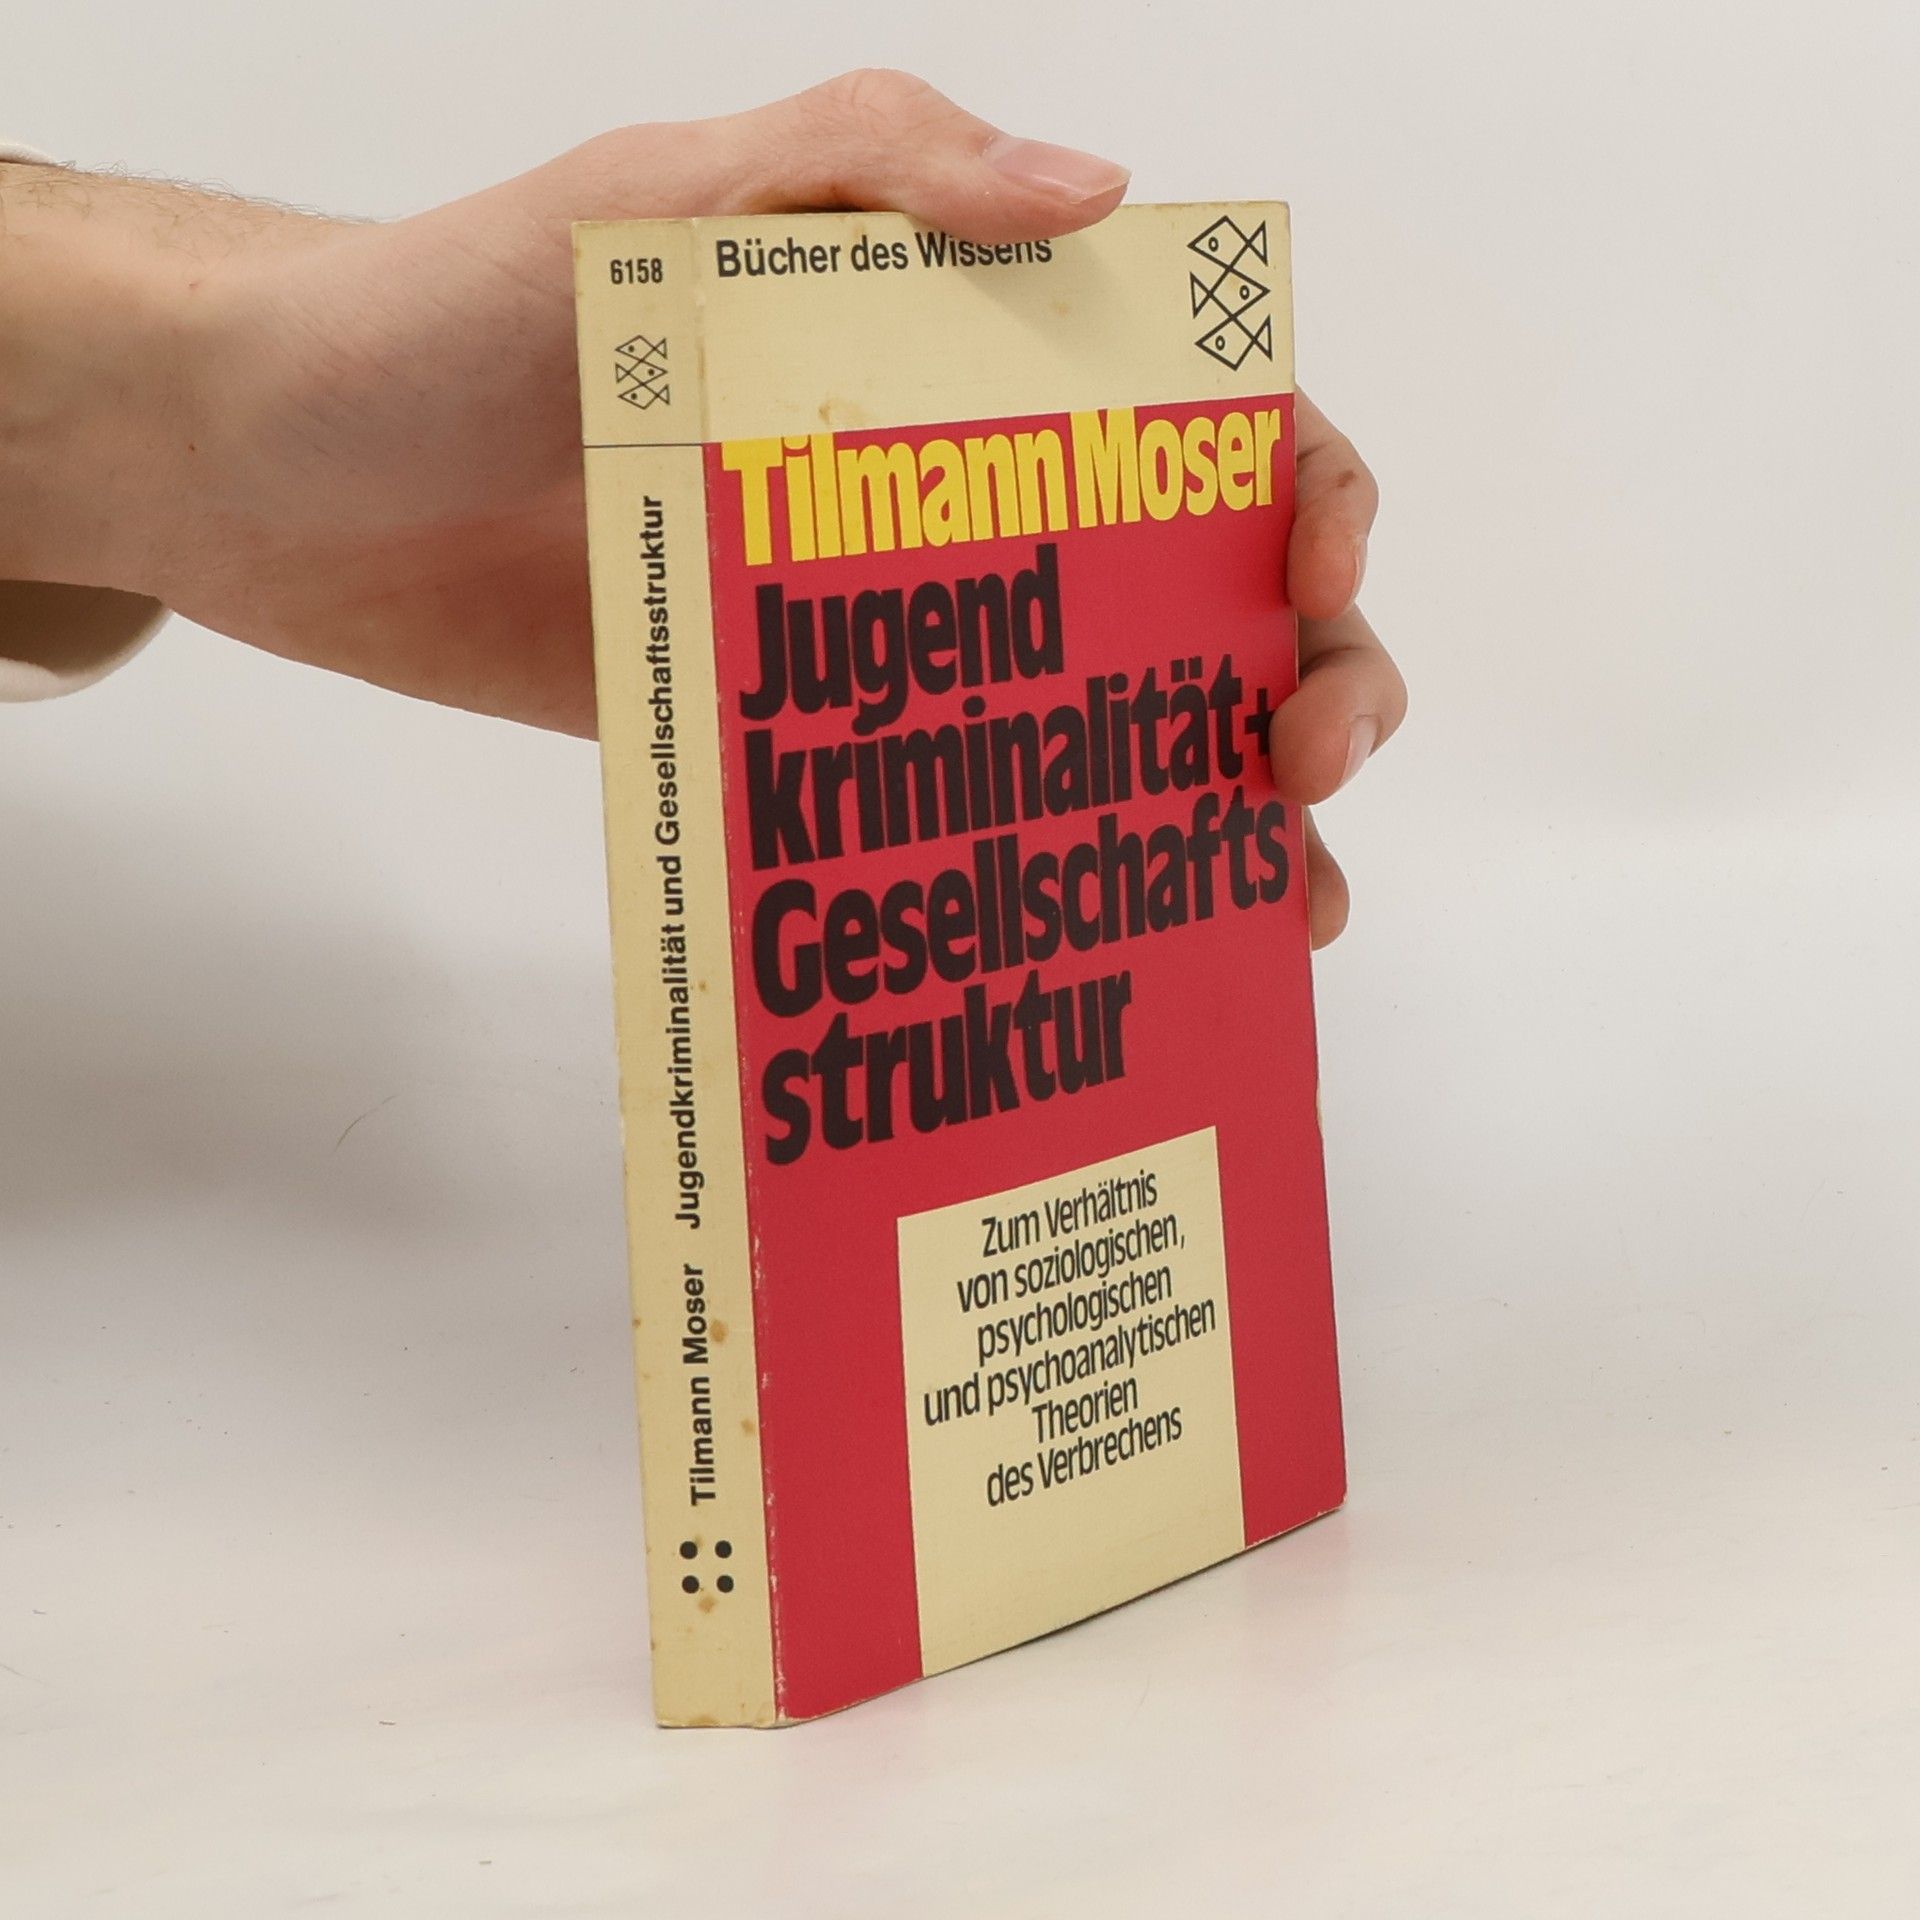 6158
Bücher des Wissens
Tilmann Moser
Jugend
kriminalität +
Gesellschafts
struktur
Zum Verhältnis
von soziologischen,
psychologischen
und psychoanalytischen
Theorien
des Verbrechens
Tilmann Moser Jugendkriminalität und Gesellschaftsstruktur